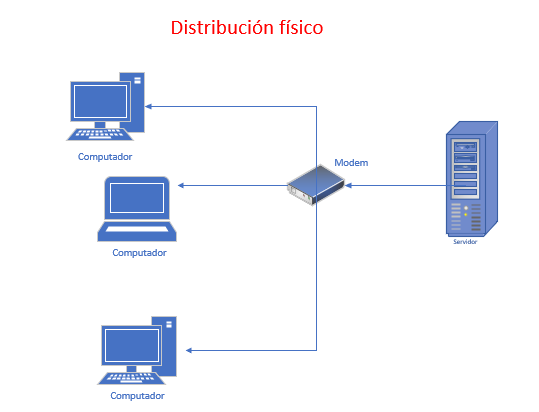 Distribución físico
Computador
Modem
Computador
Servidor
Computador